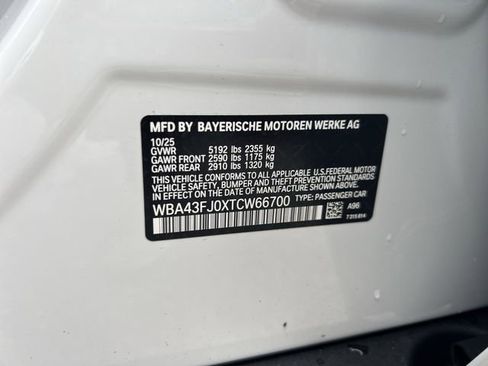 MFD BY BAYERISCHE MOTOREN WERKE AG
10/25
GVWR 5192 lbs 2355 kg
GAWR FRONT 2590 lbs 1175 kg
GAWR REAR 2910 lbs 1320 kg
THIS VEHICLE CONFORMS TO ALL APPLICABLE U.S.FEDERAL MOTOR
VEHICLE SAFETY, BUMPER, AND THEFT PREVENTION STANDARDS
IN EFFECT ON THE DATE OF MANUFACTURE SHOWN ABOVE.
WBA43FJ0XTCW66700 TYPE: PASSENGER CAR
A96
7315814